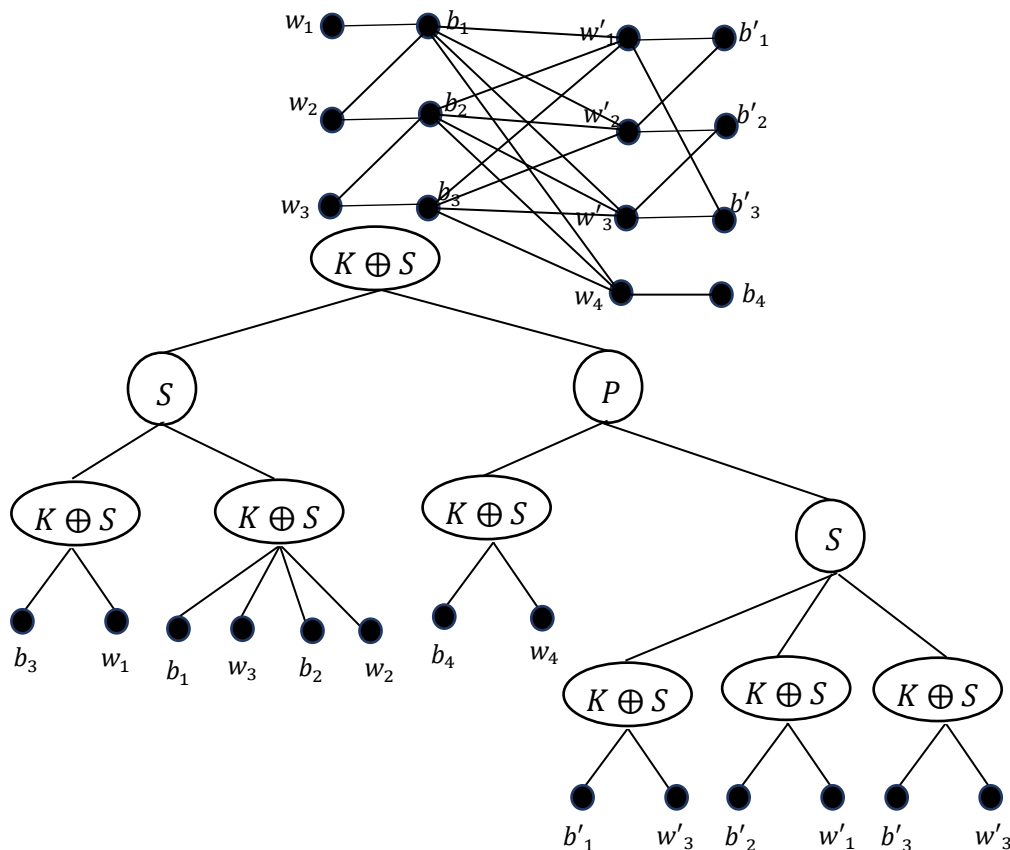 w₁ b₁ w′₁ b′₁
w₂ b₂ w′₂ b′₂
w₃ b₃ w′₃ b′₃
w₄ b₄
K ⊕ S
S P
K ⊕ S K ⊕ S K ⊕ S S
b₃ w₁ b₁ w₃ b₂ w₂ b₄ w₄
K ⊕ S K ⊕ S K ⊕ S
b′₁ w′₃ b′₂ w′₁ b′₃ w′₃